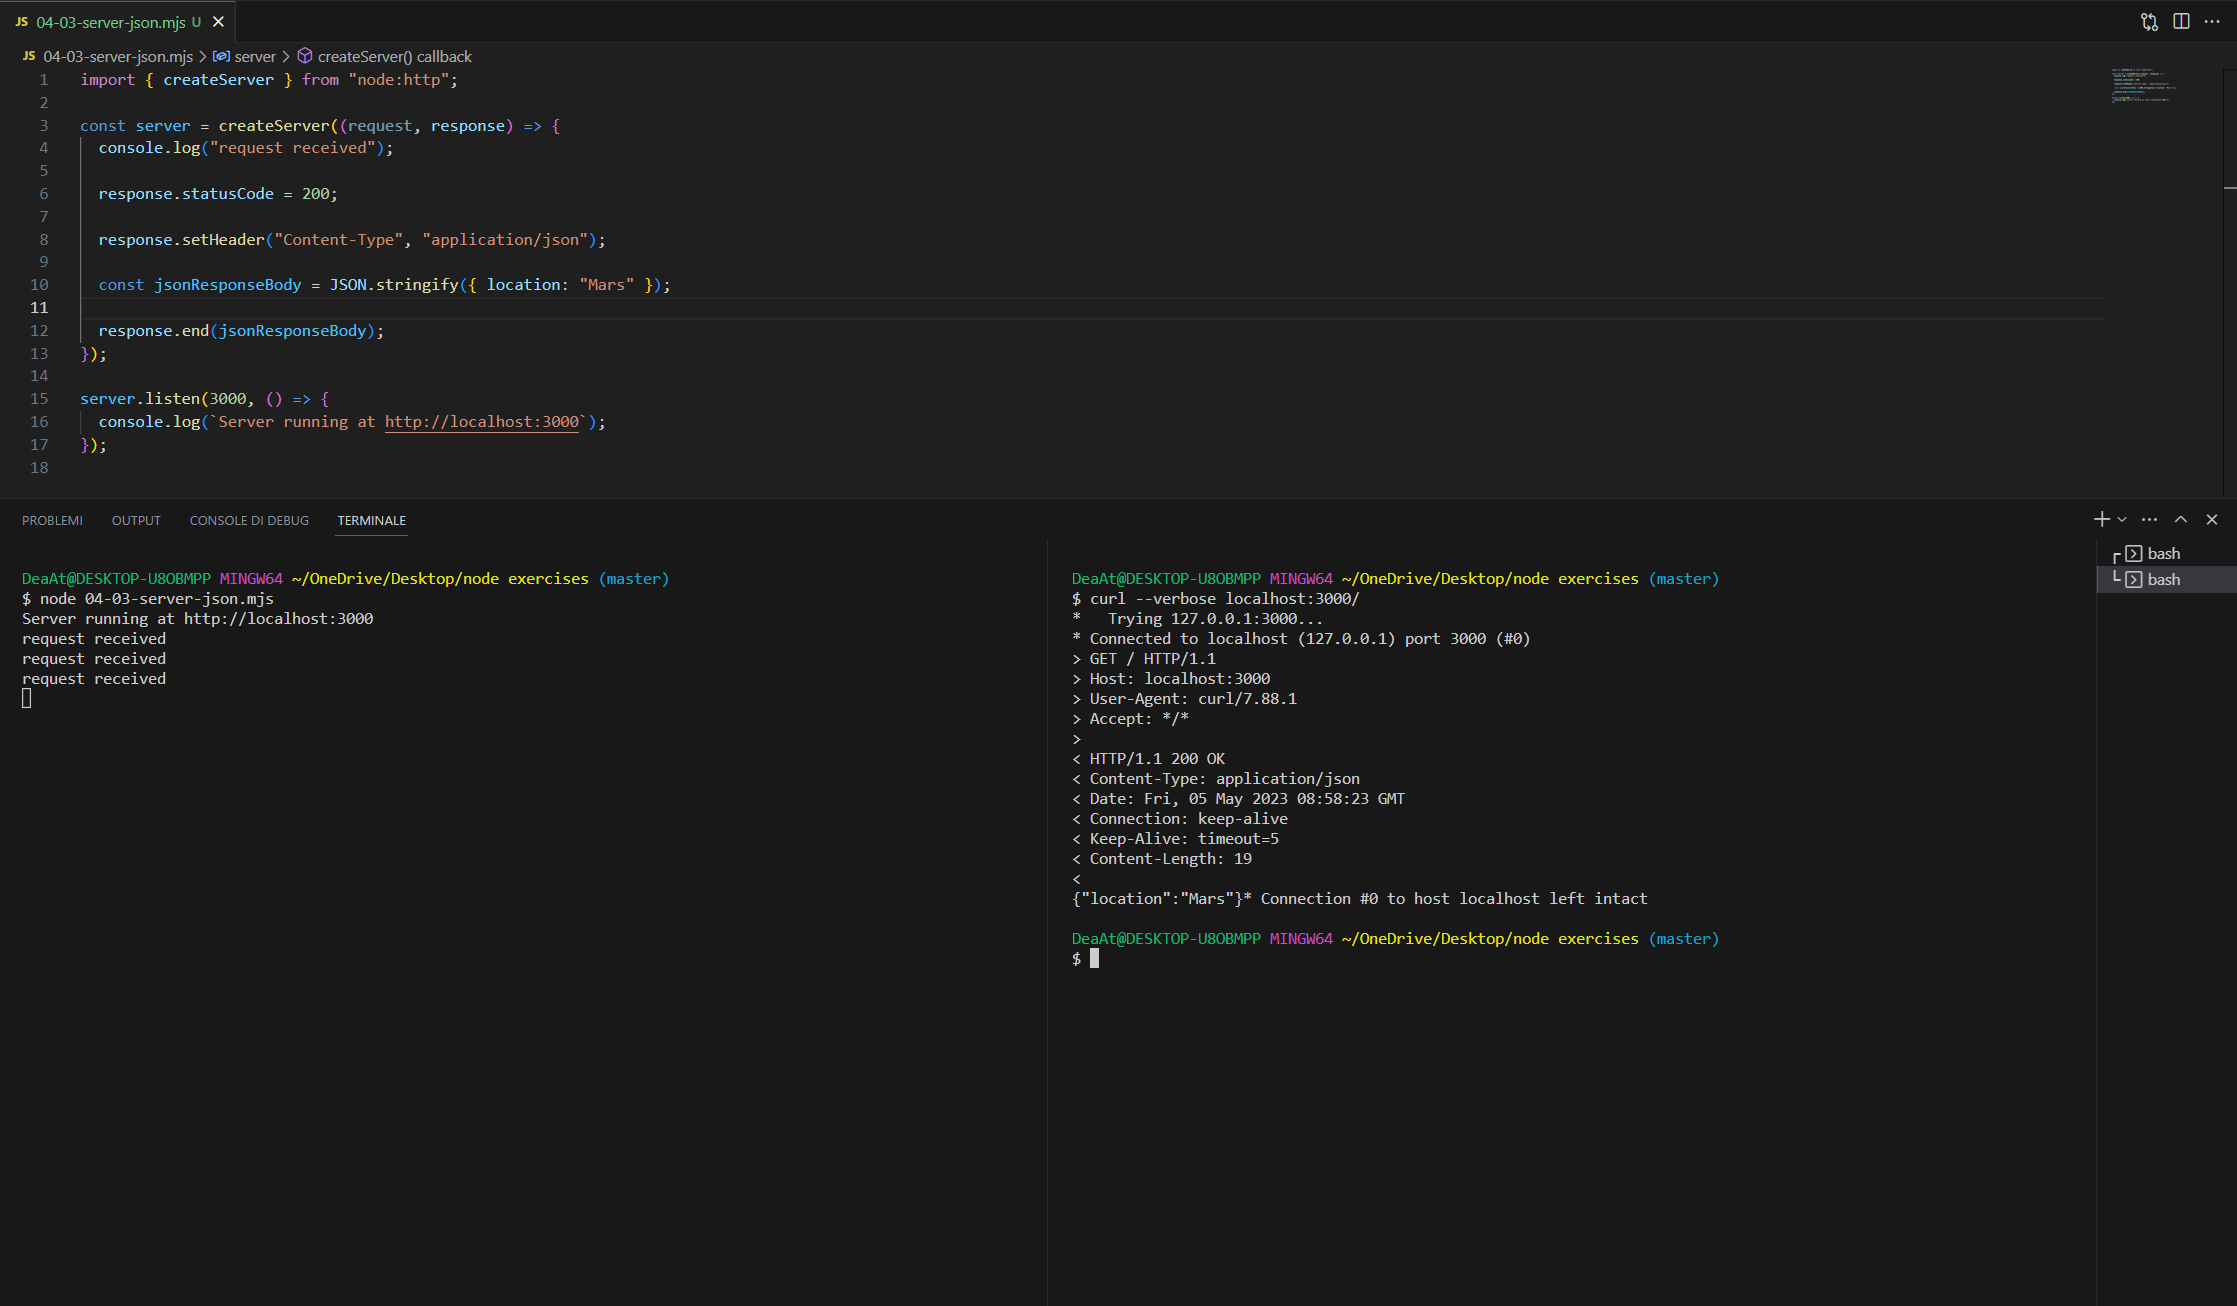 JS 04-03-server-json.mjs U
JS 04-03-server-json.mjs > server > createServer() callback
1 import { createServer } from "node:http";
2
3 const server = createServer((request, response) => {
4 console.log("request received");
5
6 response.statusCode = 200;
7
8 response.setHeader("Content-Type", "application/json");
9
10 const jsonResponseBody = JSON.stringify({ location: "Mars" });
11
12 response.end(jsonResponseBody);
13 });
14
15 server.listen(3000, () => {
16 console.log(`Server running at http://localhost:3000`);
17 });
18
PROBLEMI OUTPUT CONSOLE DI DEBUG TERMINALE
DeaAt@DESKTOP-U8OBMPP MINGW64 ~/OneDrive/Desktop/node exercises (master)
$ node 04-03-server-json.mjs
Server running at http://localhost:3000
request received
request received
request received
DeaAt@DESKTOP-U8OBMPP MINGW64 ~/OneDrive/Desktop/node exercises (master)
$ curl --verbose localhost:3000/
*   Trying 127.0.0.1:3000...
* Connected to localhost (127.0.0.1) port 3000 (#0)
> GET / HTTP/1.1
> Host: localhost:3000
> User-Agent: curl/7.88.1
> Accept: */*
>
< HTTP/1.1 200 OK
< Content-Type: application/json
< Date: Fri, 05 May 2023 08:58:23 GMT
< Connection: keep-alive
< Keep-Alive: timeout=5
< Content-Length: 19
<
{"location":"Mars"}* Connection #0 to host localhost left intact
DeaAt@DESKTOP-U8OBMPP MINGW64 ~/OneDrive/Desktop/node exercises (master)
$
bash
bash